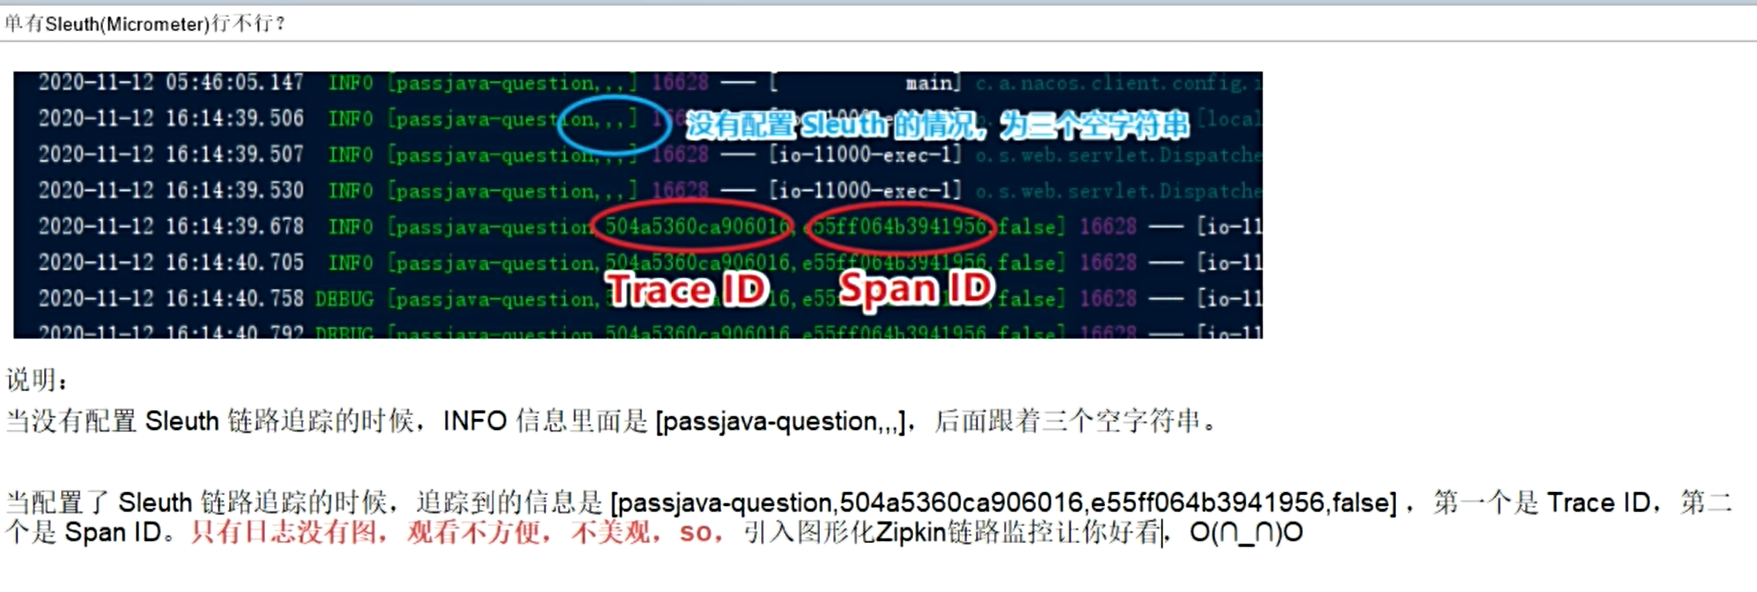 单有Sleuth(Micrometer)行不行?
2020-11-12 05:46:05.147 INFO [passjava-question,,,] 16628 --- [ main] c.a.nacos.client.config.i
2020-11-12 16:14:39.506 INFO [passjava-question,,,] 没有配置 Sleuth 的情况，为三个空字符串 [local
2020-11-12 16:14:39.507 INFO [passjava-question,,,] 16628 --- [io-11000-exec-1] o.s.web.servlet.Dispatche
2020-11-12 16:14:39.530 INFO [passjava-question,,,] 16628 --- [io-11000-exec-1] o.s.web.servlet.Dispatche
2020-11-12 16:14:39.678 INFO [passjava-question,504a5360ca906016,e55ff064b3941956,false] 16628 --- [io-11
2020-11-12 16:14:40.705 INFO [passjava-question,504a5360ca906016,e55ff064b3941956,false] 16628 --- [io-11
Trace ID Span ID
2020-11-12 16:14:40.758 DEBUG [passjava-question, 16,e55 false] 16628 --- [io-11
2020-11-12 16:14:40.792 DEBUG [passjava-question,504a5360ca906016,e55ff064b3941956,false] 16628 --- [io-11
说明：
当没有配置 Sleuth 链路追踪的时候，INFO 信息里面是 [passjava-question,,,]，后面跟着三个空字符串。
当配置了 Sleuth 链路追踪的时候，追踪到的信息是 [passjava-question,504a5360ca906016,e55ff064b3941956,false] ，第一个是 Trace ID，第二
个是 Span ID。只有日志没有图，观看不方便，不美观，so，引入图形化Zipkin链路监控让你好看，O(∩_∩)O